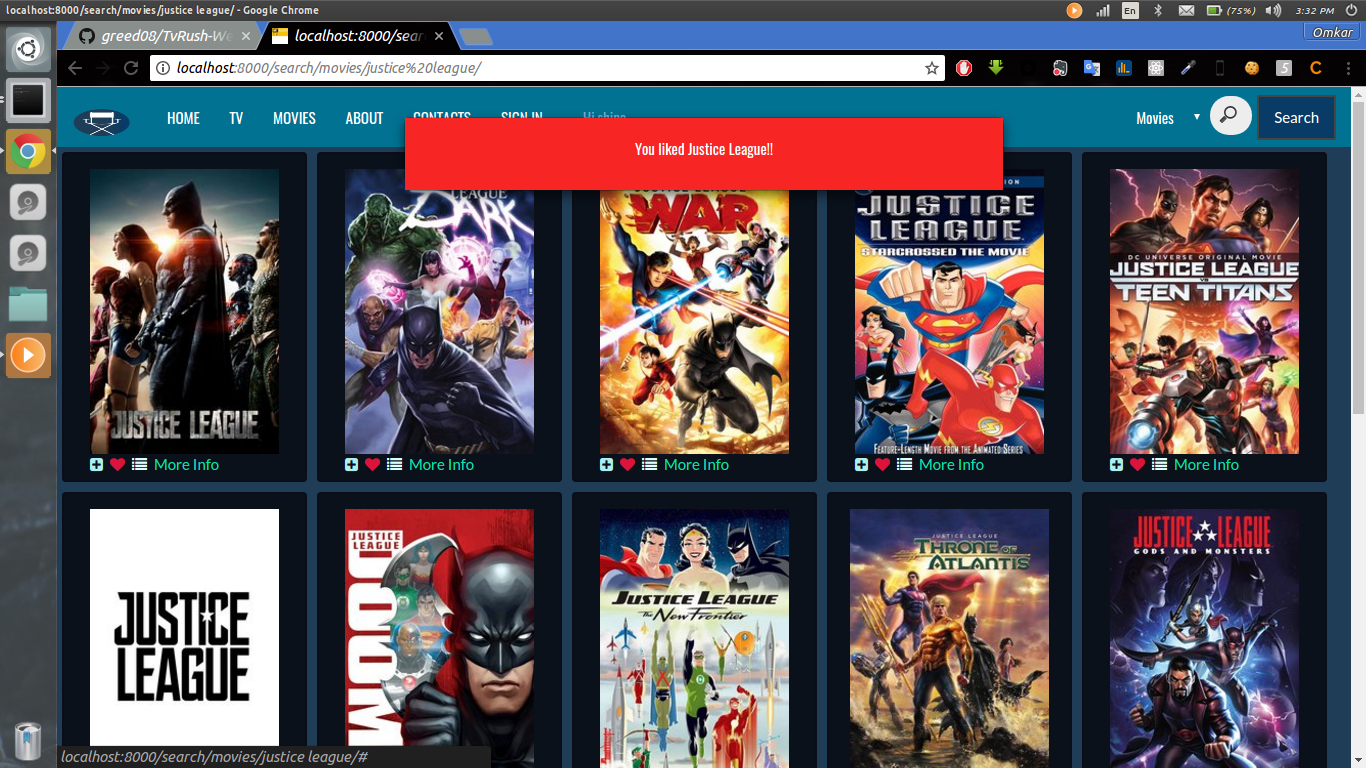 localhost:8000/search/movies/justice league/ - Google Chrome
En
(75%)
3:32 PM
greed08/TvRush-We
localhost:8000/sear
Omkar
localhost:8000/search/movies/justice%20league/
HOME TV MOVIES ABOUT CONTACTS SIGN IN Hi shine
Movies
Search
You liked Justice League!!
JUSTICE LEAGUE
LEAGUE
DARK
JUSTICE LEAGUE
WAR
JUSTICE
LEAGUE
STARCROSSED THE MOVIE
FEATURE-LENGTH MOVIE FROM THE ANIMATED SERIES
DC UNIVERSE ORIGINAL MOVIE
JUSTICE LEAGUE
VS
TEEN TITANS
More Info
More Info
More Info
More Info
More Info
JUSTICE
LEAGUE
JUSTICE
LEAGUE
DOOM
JUSTICE LEAGUE
The New Frontier
JUSTICE LEAGUE
THRONE OF
ATLANTIS
JUSTICE LEAGUE
GODS AND MONSTERS
localhost:8000/search/movies/justice league/#